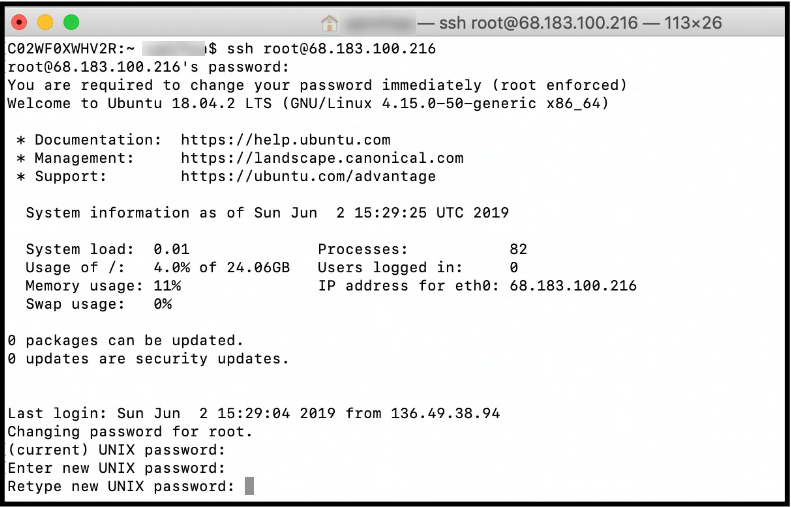 — ssh root@68.183.100.216 — 113×26
C02WF0XWHV2R:~ $ ssh root@68.183.100.216
root@68.183.100.216's password:
You are required to change your password immediately (root enforced)
Welcome to Ubuntu 18.04.2 LTS (GNU/Linux 4.15.0-50-generic x86_64)
* Documentation:  https://help.ubuntu.com
* Management:     https://landscape.canonical.com
* Support:        https://ubuntu.com/advantage
System information as of Sun Jun  2 15:29:25 UTC 2019
System load:  0.01              Processes:           82
Usage of /:   4.0% of 24.06GB   Users logged in:     0
Memory usage: 11%               IP address for eth0: 68.183.100.216
Swap usage:   0%
0 packages can be updated.
0 updates are security updates.
Last login: Sun Jun  2 15:29:04 2019 from 136.49.38.94
Changing password for root.
(current) UNIX password:
Enter new UNIX password:
Retype new UNIX password: